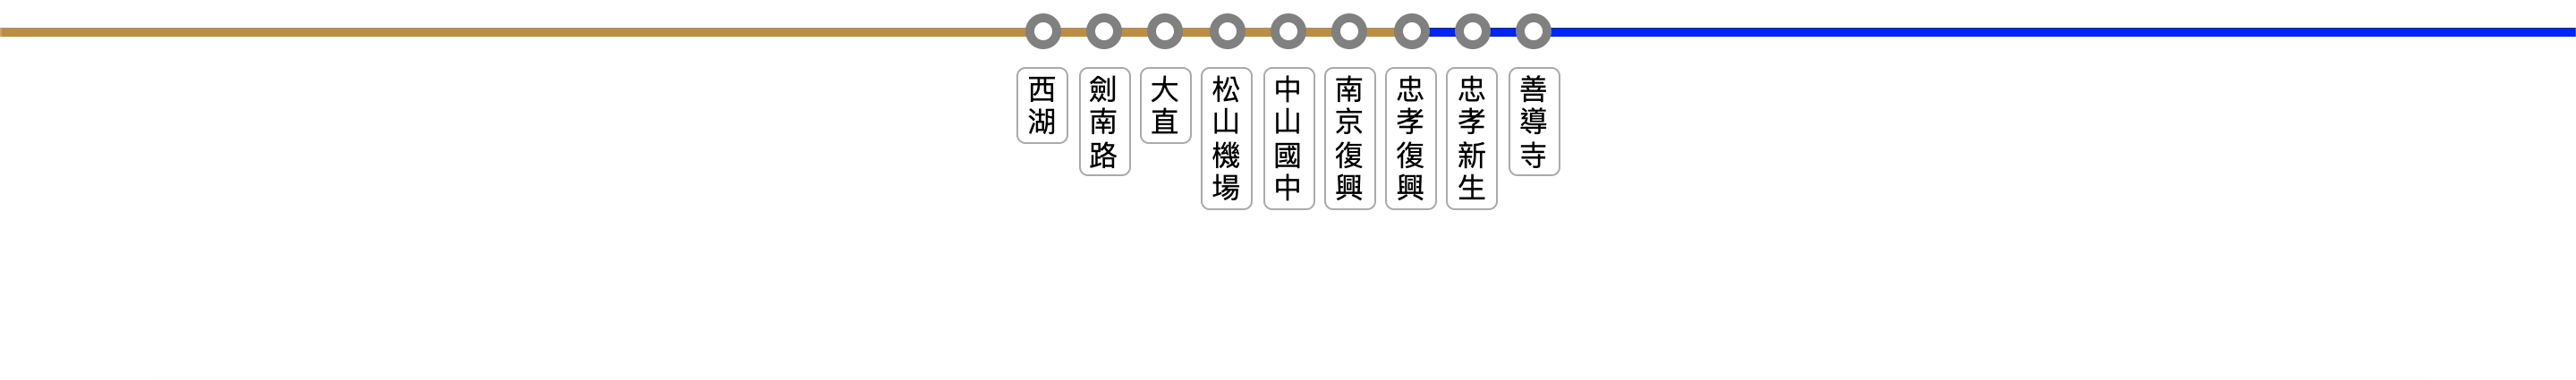 西湖
劍南路
大直
松山機場
中山國中
南京復興
忠孝復興
忠孝新生
善導寺